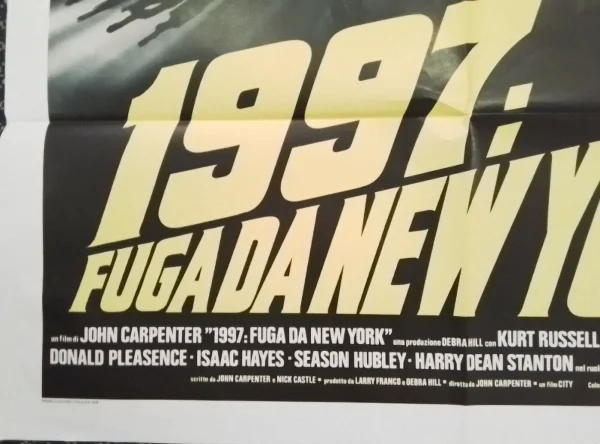 1997:
FUGA DA NEW YO
un film di JOHN CARPENTER "1997: FUGA DA NEW YORK" una produzione DEBRA HILL con KURT RUSSELL
DONALD PLEASENCE · ISAAC HAYES · SEASON HUBLEY · HARRY DEAN STANTON nel ruolo
scritto da JOHN CARPENTER e NICK CASTLE • prodotto da LARRY FRANCO e DEBRA HILL • diretto da JOHN CARPENTER • un film CITY